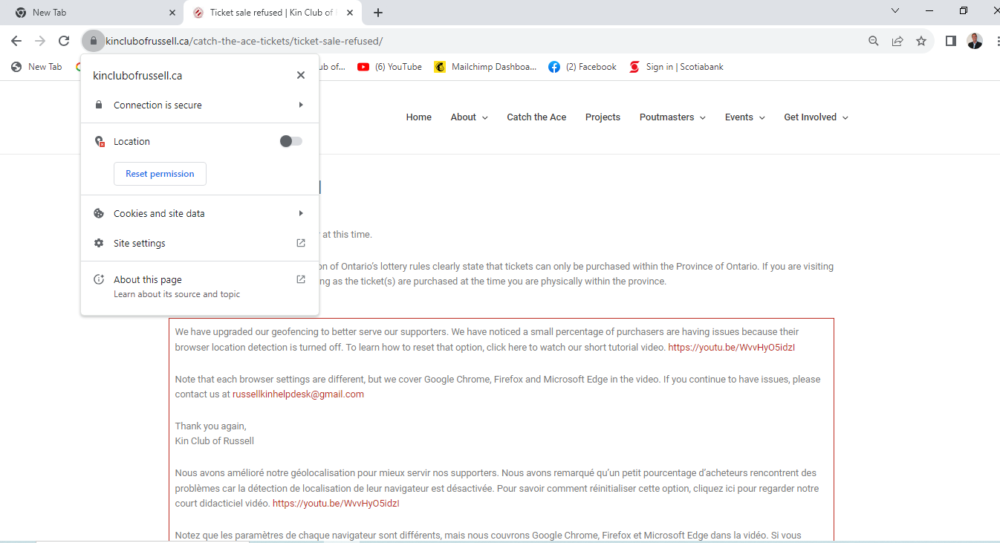 New Tab
Ticket sale refused | Kin Club of
kinclubofrussell.ca/catch-the-ace-tickets/ticket-sale-refused/
New Tab
ub of...
(6) YouTube
Mailchimp Dashboa...
(2) Facebook
Sign in | Scotiabank
kinclubofrussell.ca
Connection is secure
Location
Reset permission
Cookies and site data
Site settings
About this page
Learn about its source and topic
Home
About
Catch the Ace
Projects
Poutmasters
Events
Get Involved
at this time.
on of Ontario’s lottery rules clearly state that tickets can only be purchased within the Province of Ontario. If you are visiting
ng as the ticket(s) are purchased at the time you are physically within the province.
We have upgraded our geofencing to better serve our supporters. We have noticed a small percentage of purchasers are having issues because their
browser location detection is turned off. To learn how to reset that option, click here to watch our short tutorial video. https://youtu.be/WvvHyO5idzI
Note that each browser settings are different, but we cover Google Chrome, Firefox and Microsoft Edge in the video. If you continue to have issues, please
contact us at russellkinhelpdesk@gmail.com
Thank you again,
Kin Club of Russell
Nous avons amélioré notre géolocalisation pour mieux servir nos supporters. Nous avons remarqué qu’un petit pourcentage d’acheteurs rencontrent des
problèmes car la détection de localisation de leur navigateur est désactivée. Pour savoir comment réinitialiser cette option, cliquez ici pour regarder notre
court didacticiel vidéo. https://youtu.be/WvvHyO5idzI
Notez que les paramètres de chaque navigateur sont différents, mais nous couvrons Google Chrome, Firefox et Microsoft Edge dans la vidéo. Si vous